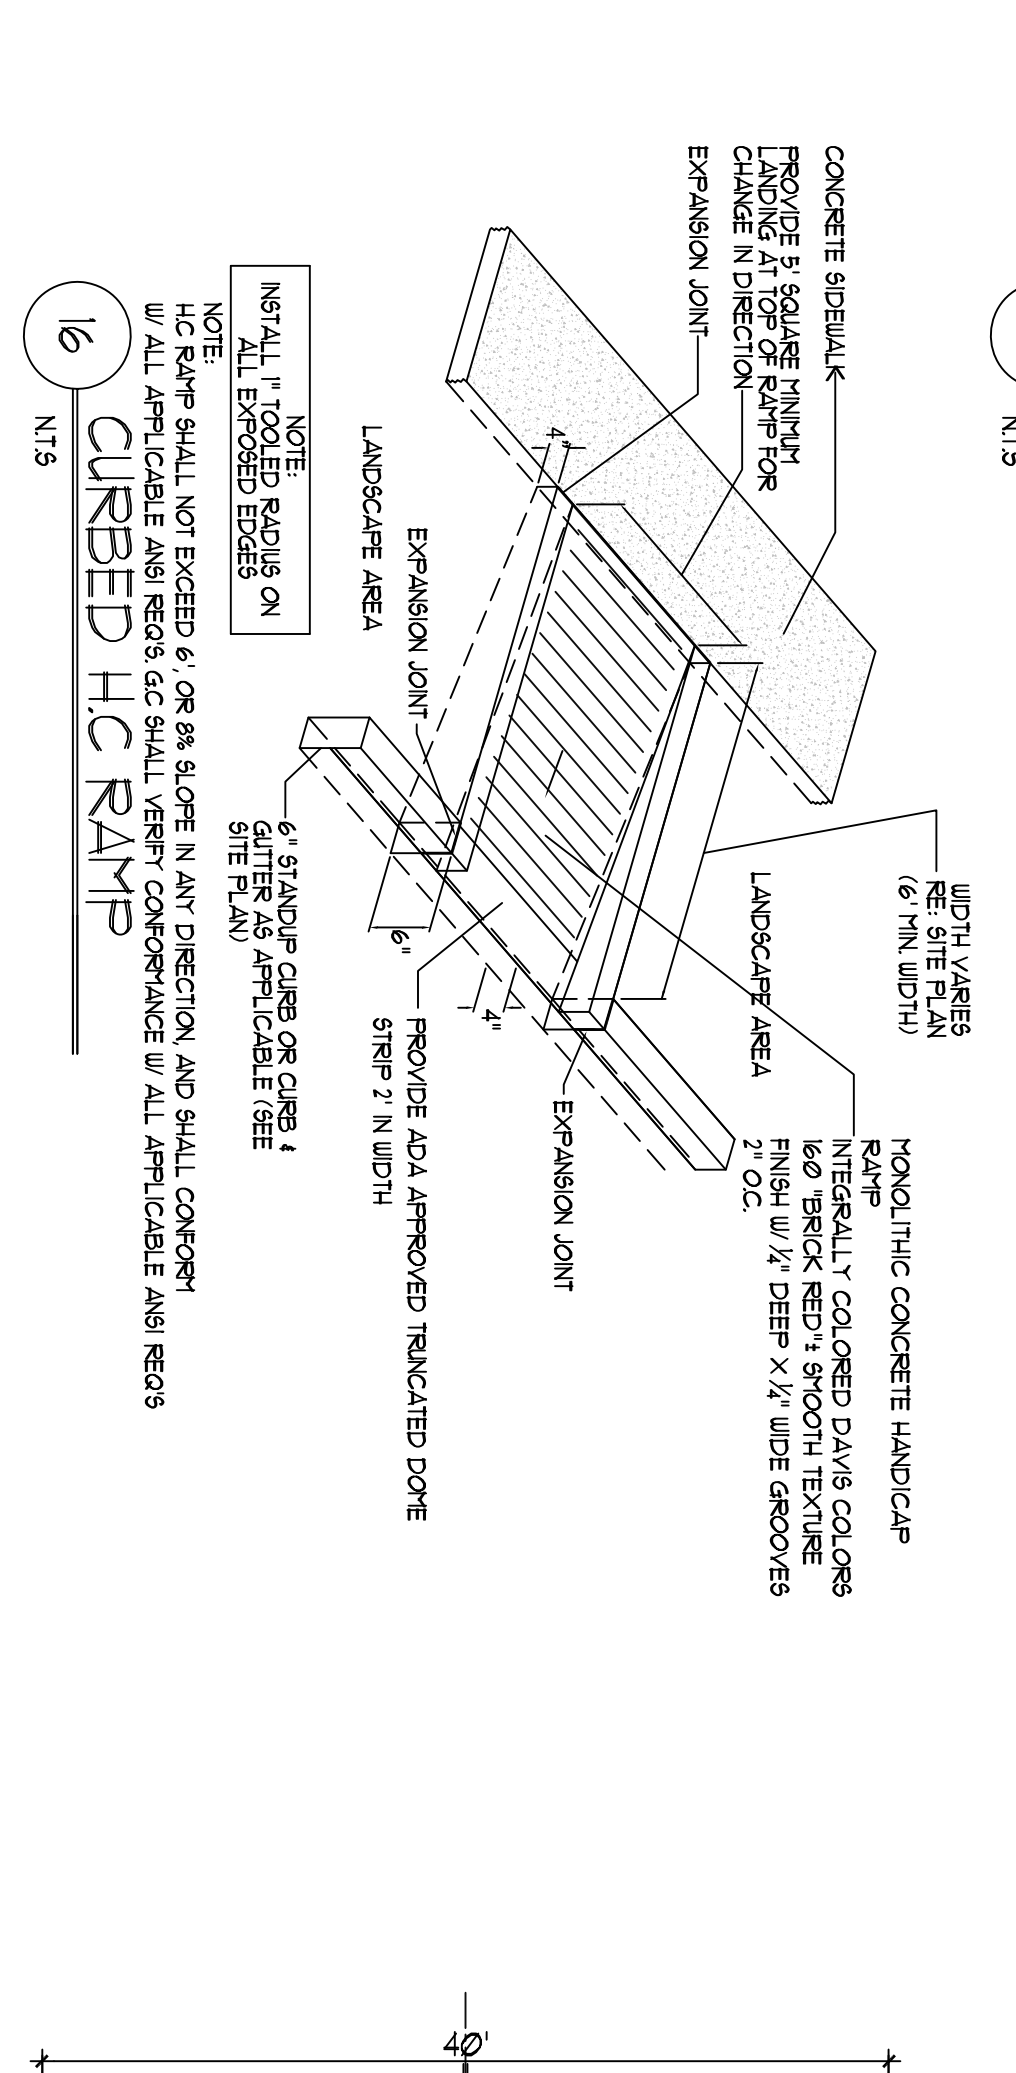 CONCRETE SIDEWALK
PROVIDE 5' SQUARE MINIMUM
LANDING AT TOP OF RAMP FOR
CHANGE IN DIRECTION
EXPANSION JOINT
WIDTH VARIES
RE: SITE PLAN
(6' MIN. WIDTH)
MONOLITHIC CONCRETE HANDICAP
RAMP
INTEGRALLY COLORED DAVIS COLORS
160 "BRICK RED"± SMOOTH TEXTURE
FINISH W/ 1/4" DEEP X 1/4" WIDE GROOVES
2" O.C.
LANDSCAPE AREA
4"
EXPANSION JOINT
4"
6"
EXPANSION JOINT
LANDSCAPE AREA
PROVIDE ADA APPROVED TRUNCATED DOME
STRIP 2' IN WIDTH
6" STANDUP CURB OR CURB &
GUTTER AS APPLICABLE (SEE
SITE PLAN)
NOTE:
INSTALL 1" TOOLED RADIUS ON
ALL EXPOSED EDGES
NOTE:
H.C RAMP SHALL NOT EXCEED 6', OR 8% SLOPE IN ANY DIRECTION, AND SHALL CONFORM
W/ ALL APPLICABLE ANSI REQ'S. G.C SHALL VERIFY CONFORMANCE W/ ALL APPLICABLE ANSI REQ'S
16
CURBED H.C RAMP
N.T.S
N.T.S
40'